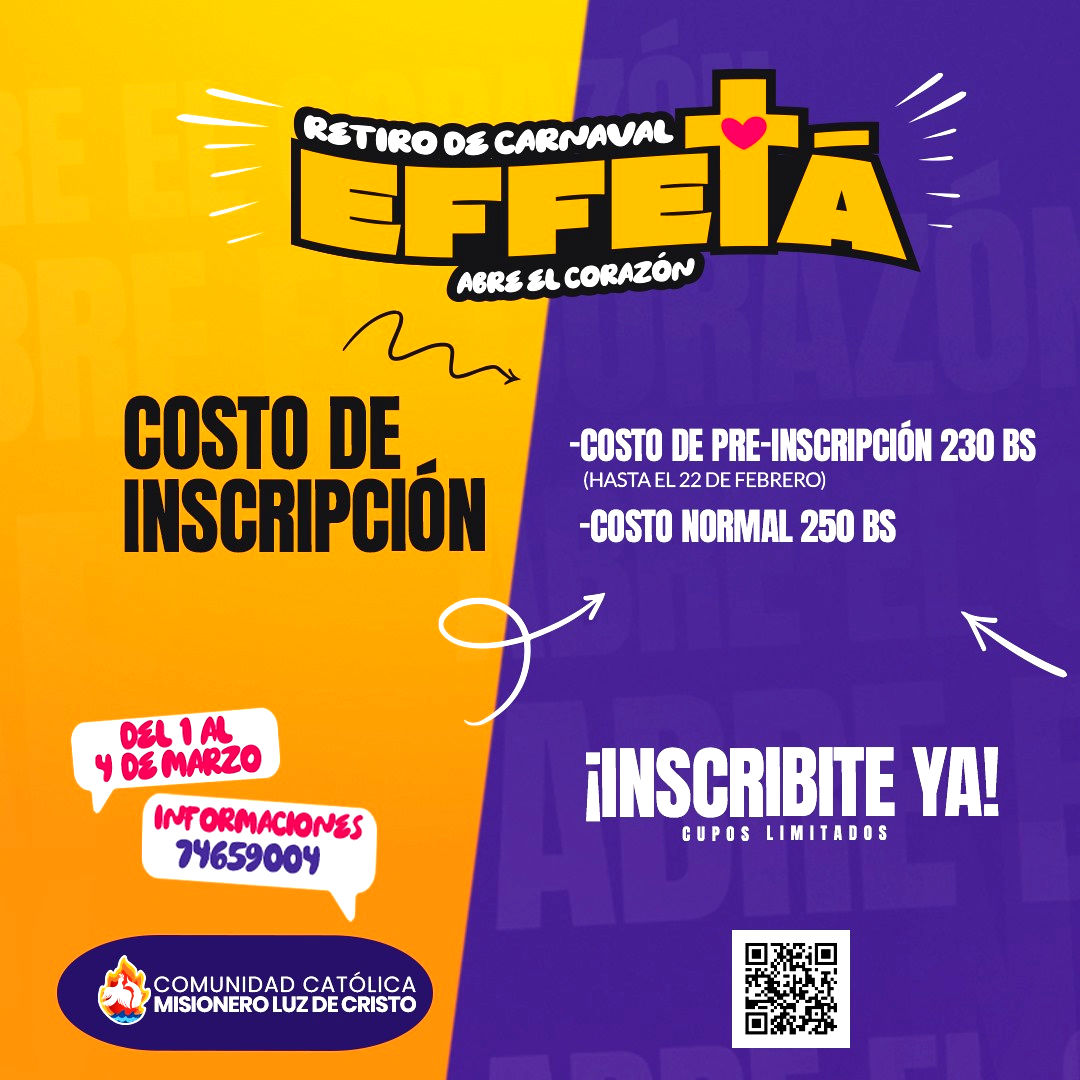 RETIRO DE CARNAVAL
EFFETÁ
ABRE EL CORAZÓN
COSTO DE
INSCRIPCIÓN
-COSTO DE PRE-INSCRIPCIÓN 230 BS
(HASTA EL 22 DE FEBRERO)
-COSTO NORMAL 250 BS
DEL 1 AL
4 DE MARZO
INFORMACIONES
74659004
¡INSCRIBITE YA!
CUPOS LIMITADOS
COMUNIDAD CATÓLICA
MISIONERO LUZ DE CRISTO